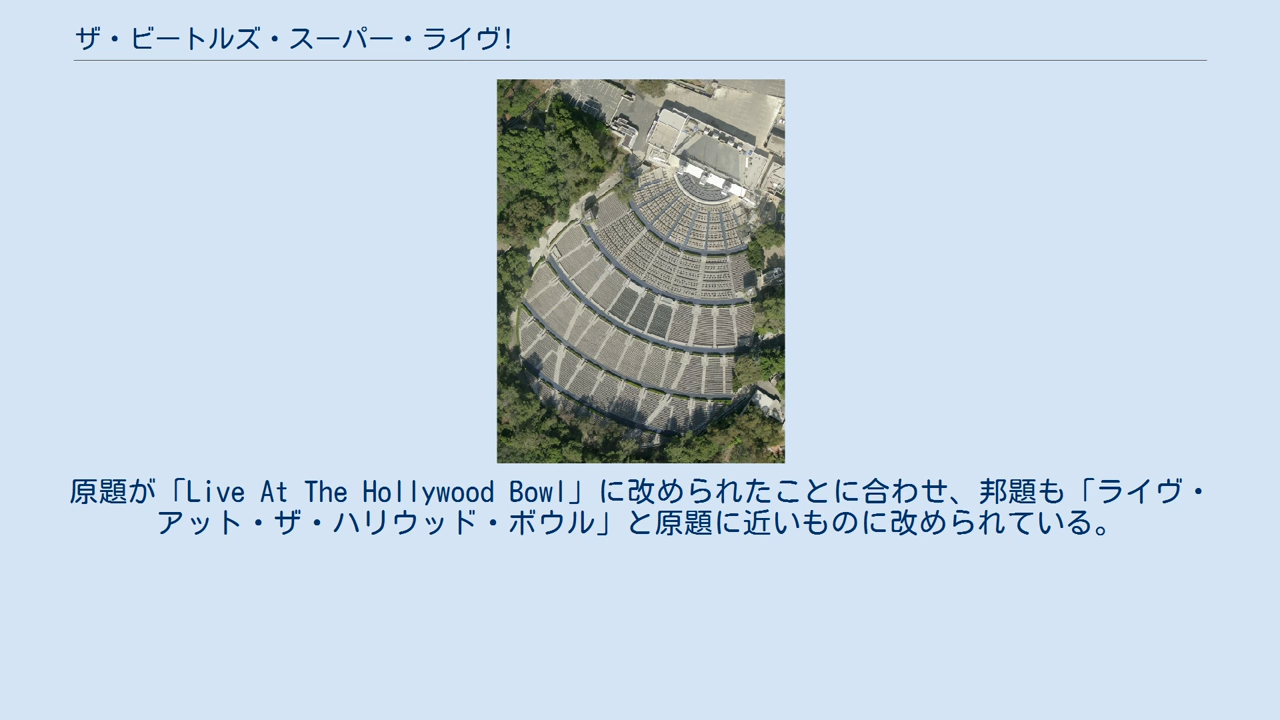 ザ・ビートルズ・スーパー・ライヴ!
原題が「Live At The Hollywood Bowl」に改められたことに合わせ、邦題も「ライヴ・
アット・ザ・ハリウッド・ボウル」と原題に近いものに改められている。